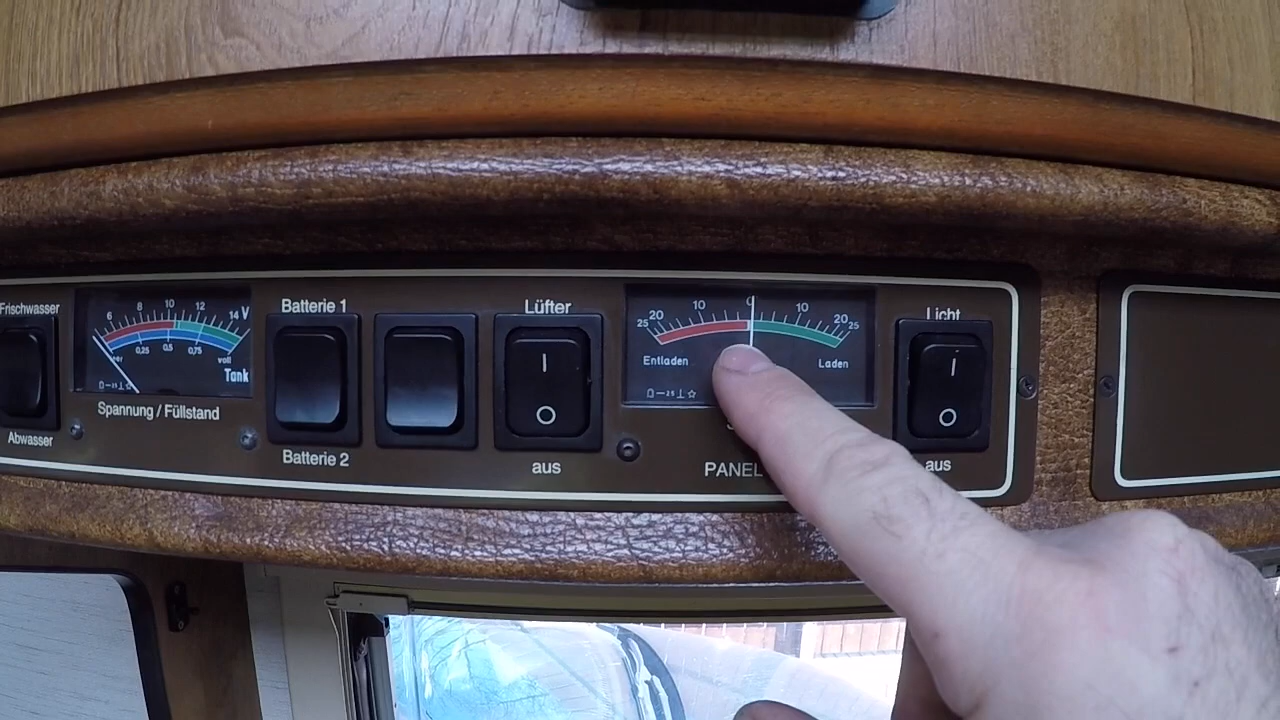 Frischwasser
Abwasser
6 8 10 12 14 V
0,25 0,5 0,75
voll
Tank
Spannung / Füllstand
Batterie 1
Batterie 2
Lüfter
I
O
aus
25 20 10 0 10 20 25
Entladen
Laden
PANEL
Licht
I
O
aus